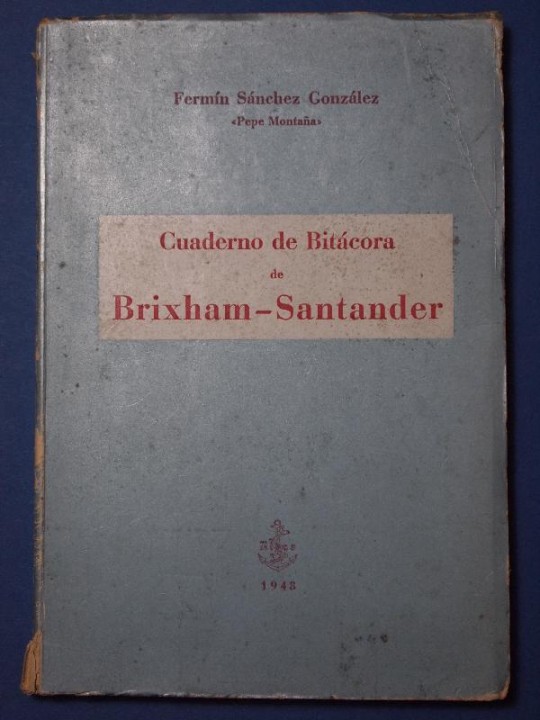 Fermín Sánchez González
«Pepe Montaña»
Cuaderno de Bitácora
de
Brixham-Santander
1948